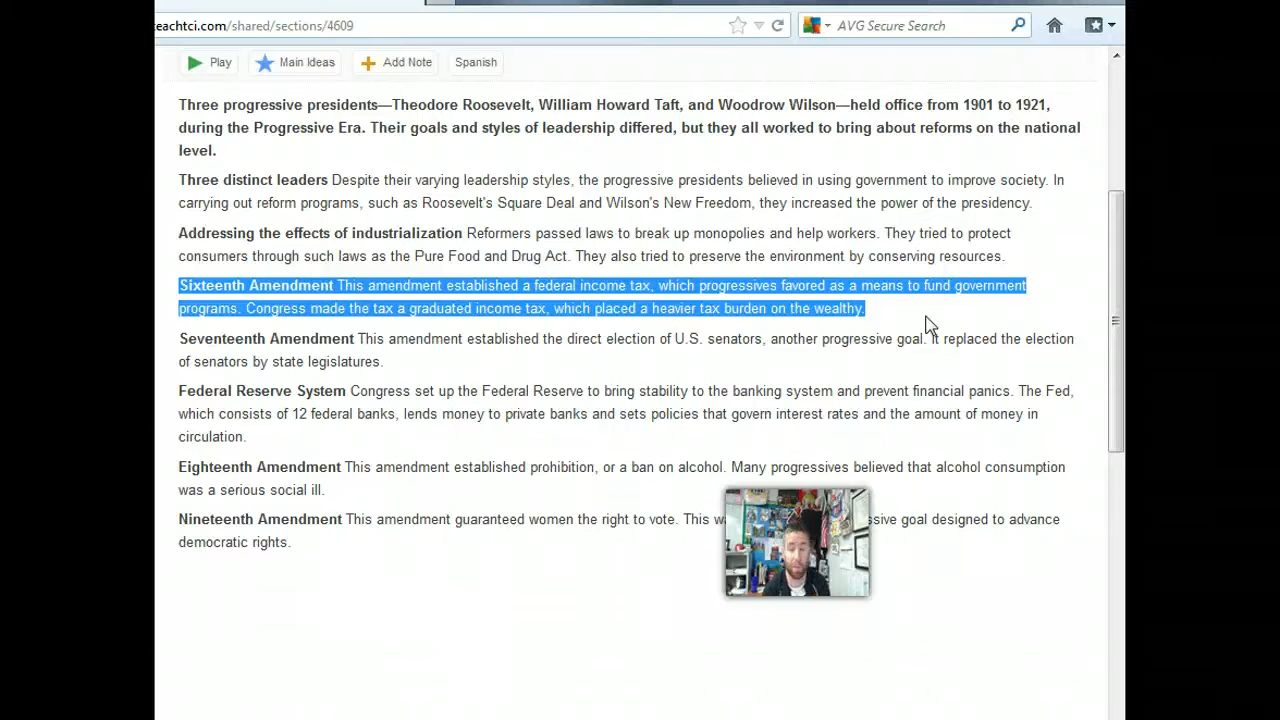 teachtci.com/shared/sections/4609
AVG Secure Search
Play Main Ideas Add Note Spanish
Three progressive presidents—Theodore Roosevelt, William Howard Taft, and Woodrow Wilson—held office from 1901 to 1921,
during the Progressive Era. Their goals and styles of leadership differed, but they all worked to bring about reforms on the national
level.
Three distinct leaders Despite their varying leadership styles, the progressive presidents believed in using government to improve society. In
carrying out reform programs, such as Roosevelt's Square Deal and Wilson's New Freedom, they increased the power of the presidency.
Addressing the effects of industrialization Reformers passed laws to break up monopolies and help workers. They tried to protect
consumers through such laws as the Pure Food and Drug Act. They also tried to preserve the environment by conserving resources.
Sixteenth Amendment This amendment established a federal income tax, which progressives favored as a means to fund government
programs. Congress made the tax a graduated income tax, which placed a heavier tax burden on the wealthy.
Seventeenth Amendment This amendment established the direct election of U.S. senators, another progressive goal. It replaced the election
of senators by state legislatures.
Federal Reserve System Congress set up the Federal Reserve to bring stability to the banking system and prevent financial panics. The Fed,
which consists of 12 federal banks, lends money to private banks and sets policies that govern interest rates and the amount of money in
circulation.
Eighteenth Amendment This amendment established prohibition, or a ban on alcohol. Many progressives believed that alcohol consumption
was a serious social ill.
Nineteenth Amendment This amendment guaranteed women the right to vote. This goal designed to advance
democratic rights.